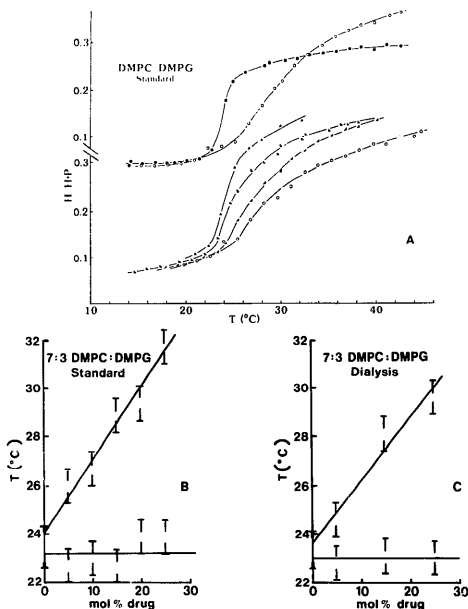 DMPC DMPG
Standard
0.3
0.2
0.1
0.3
0.2
0.1
A
10
20
30
40
T (°C)
B
32
30
28
26
24
22
T (°C)
7:3 DMPC:DMPG
Standard
B
0
10
20
30
mol% drug
C
32
30
28
26
24
22
T (°C)
7:3 DMPC:DMPG
Dialysis
C
0
10
20
30
mol % drug